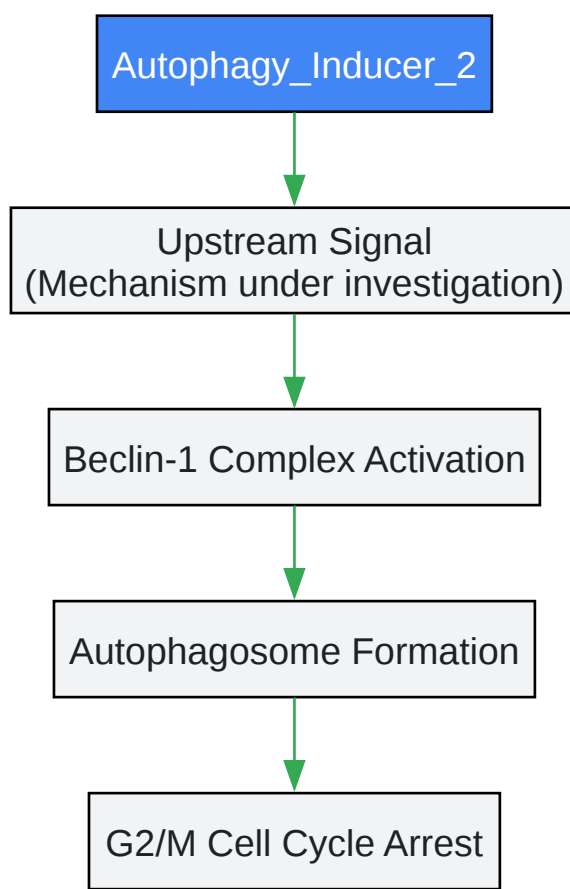 Autophagy_Inducer_2
Upstream Signal
(Mechanism under investigation)
Beclin-1 Complex Activation
Autophagosome Formation
G2/M Cell Cycle Arrest